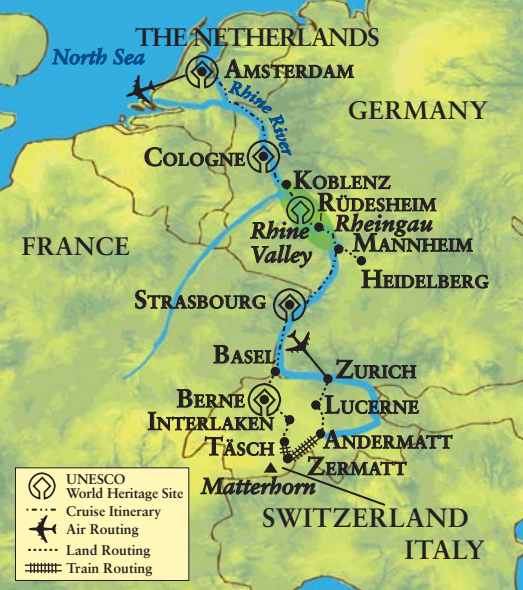 THE NETHERLANDS
North Sea
AMSTERDAM
Rhine River
GERMANY
COLOGNE
KOBLENZ
RÜDESHEIM
Rheingau
Rhine
Valley
MANNHEIM
FRANCE
HEIDELBERG
STRASBOURG
BASEL
ZURICH
BERNE
LUCERNE
INTERLAKEN
ANDERMATT
TÄSCH
ZERMATT
Matterhorn
SWITZERLAND
ITALY
UNESCO
World Heritage Site
Cruise Itinerary
Air Routing
Land Routing
Train Routing